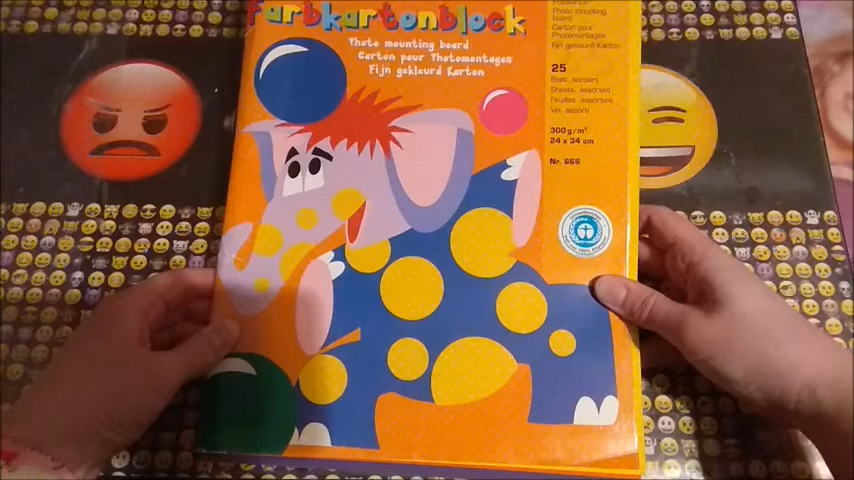 Farbkartonblock
Photo mounting board
Carton pour Photomontages
Fijn gekleurd Karton
Photo mounting
board
Carton pour
Photomontages
Fijn gekleurd Karton
25
Blatt, sortiert
Sheets, assorted
Feuilles, assorties
Vel, assorti
300 g/m²
24 x 34 cm
Nr. 666